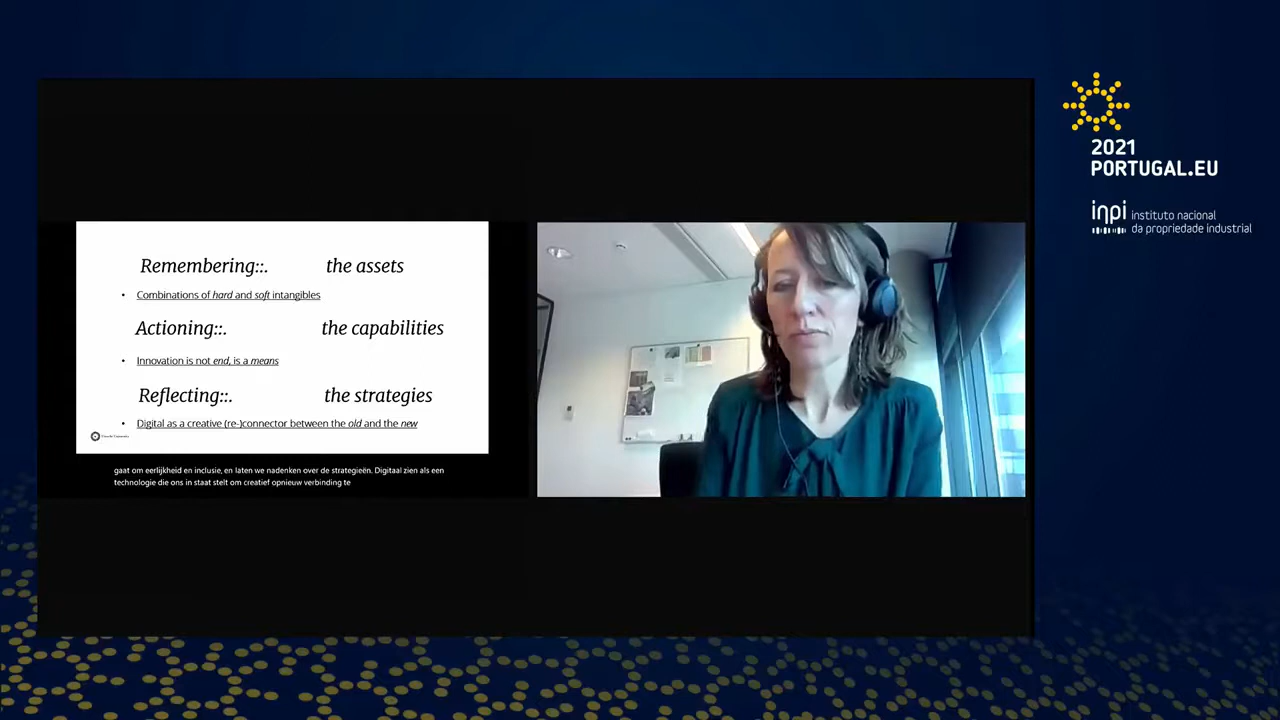 Remembering::. the assets
• Combinations of hard and soft intangibles
Actioning::. the capabilities
• Innovation is not end, is a means
Reflecting::. the strategies
• Digital as a creative (re-)connector between the old and the new
Utrecht University
gaat om eerlijkheid en inclusie, en laten we nadenken over de strategieën. Digitaal zien als een
technologie die ons in staat stelt om creatief opnieuw verbinding te
2021
PORTUGAL.EU
inpi
instituto nacional
da propriedade industrial